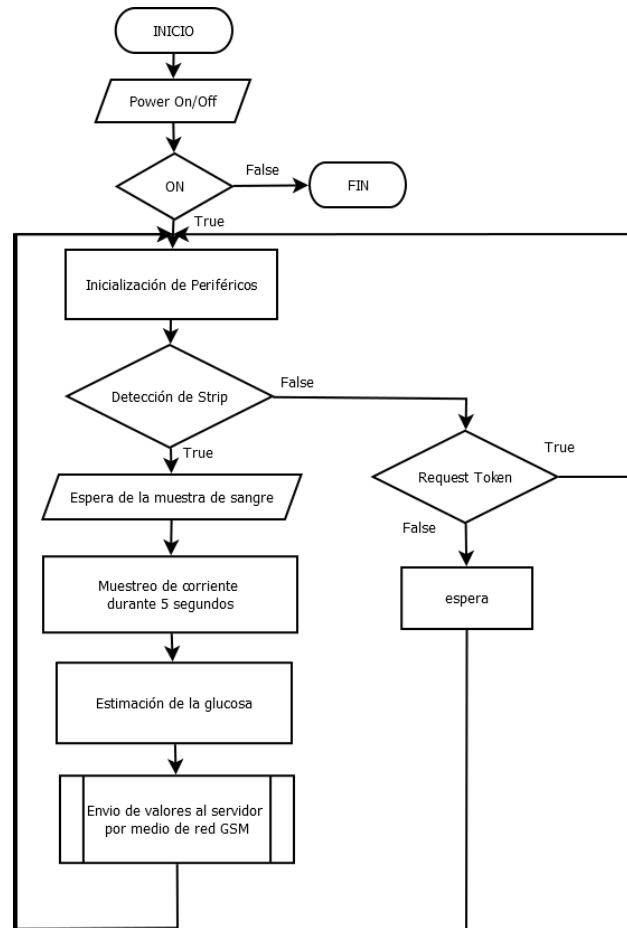 INICIO
Power On/Off
ON
False
FIN
True
Inicialización de Periféricos
Detección de Strip
False
True
Request Token
True
False
Espera de la muestra de sangre
Muestreo de corriente
durante 5 segundos
espera
Estimación de la glucosa
Envio de valores al servidor
por medio de red GSM